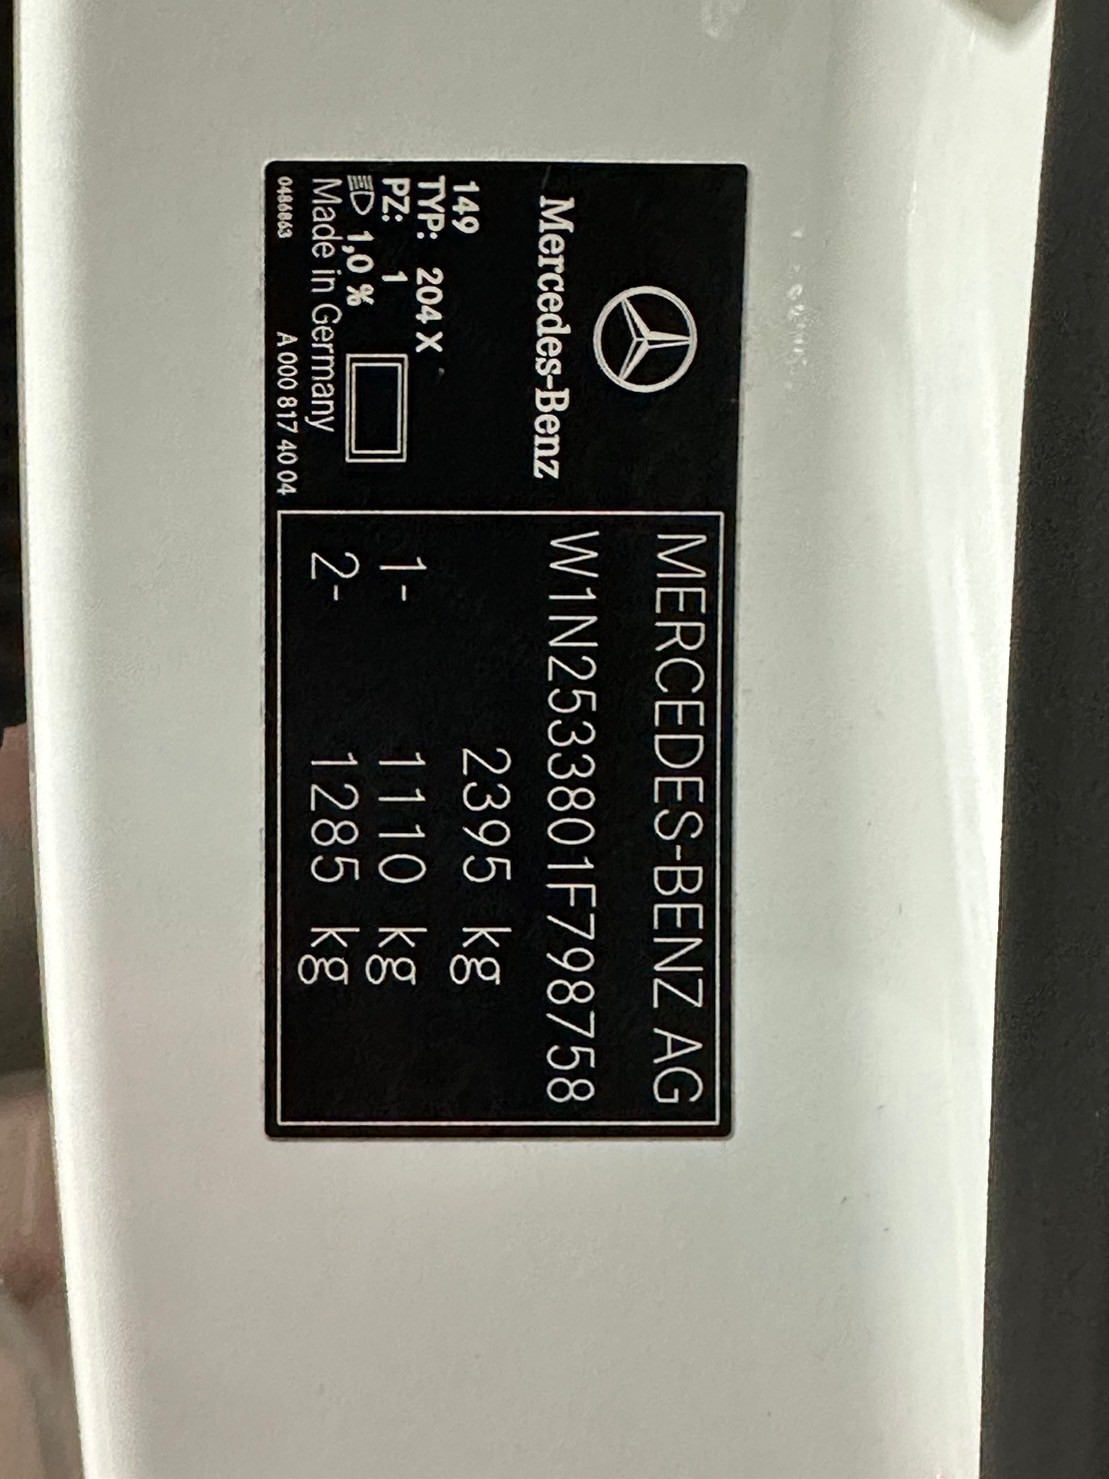 Mercedes-Benz
149
TYP: 204 X
PZ: 1
1,0 %
Made in Germany
0486863 A 000 817 40 04
MERCEDES-BENZ AG
W1N2533801F798758
2395 kg
1- 1110 kg
2- 1285 kg